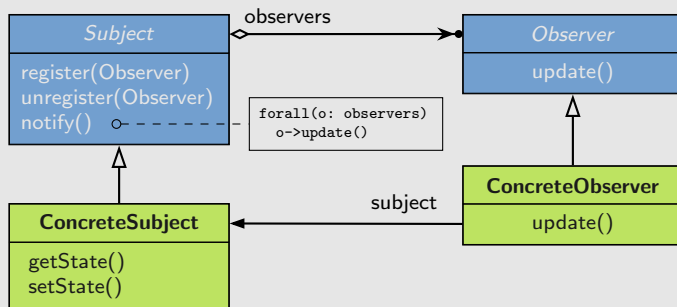 Subject
register(Observer)
unregister(Observer)
notify()
observers
Observer
update()
forall(o: observers)
o->update()
ConcreteSubject
getState()
setState()
subject
ConcreteObserver
update()